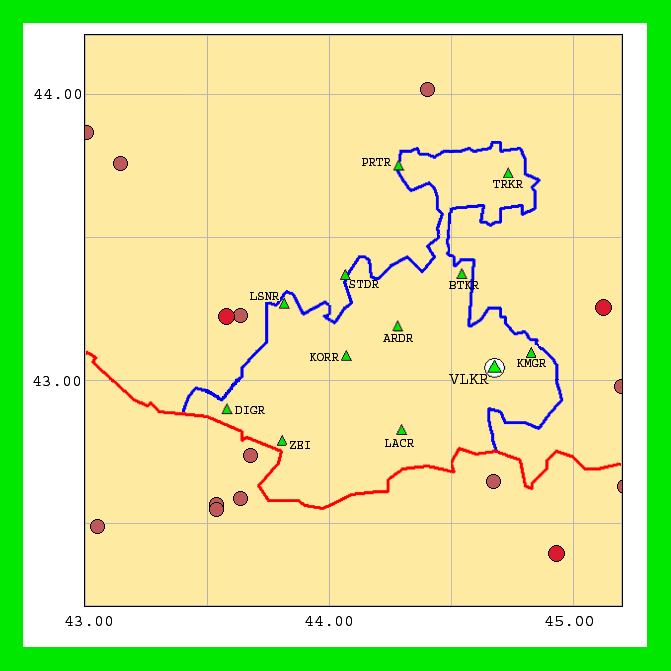 44.00
PRTR
TRKR
STDR
BTKR
LSNR
ARDR
KORR
KMGR
43.00
VLKR
DIGR
ZEI
LACR
43.00 44.00 45.00